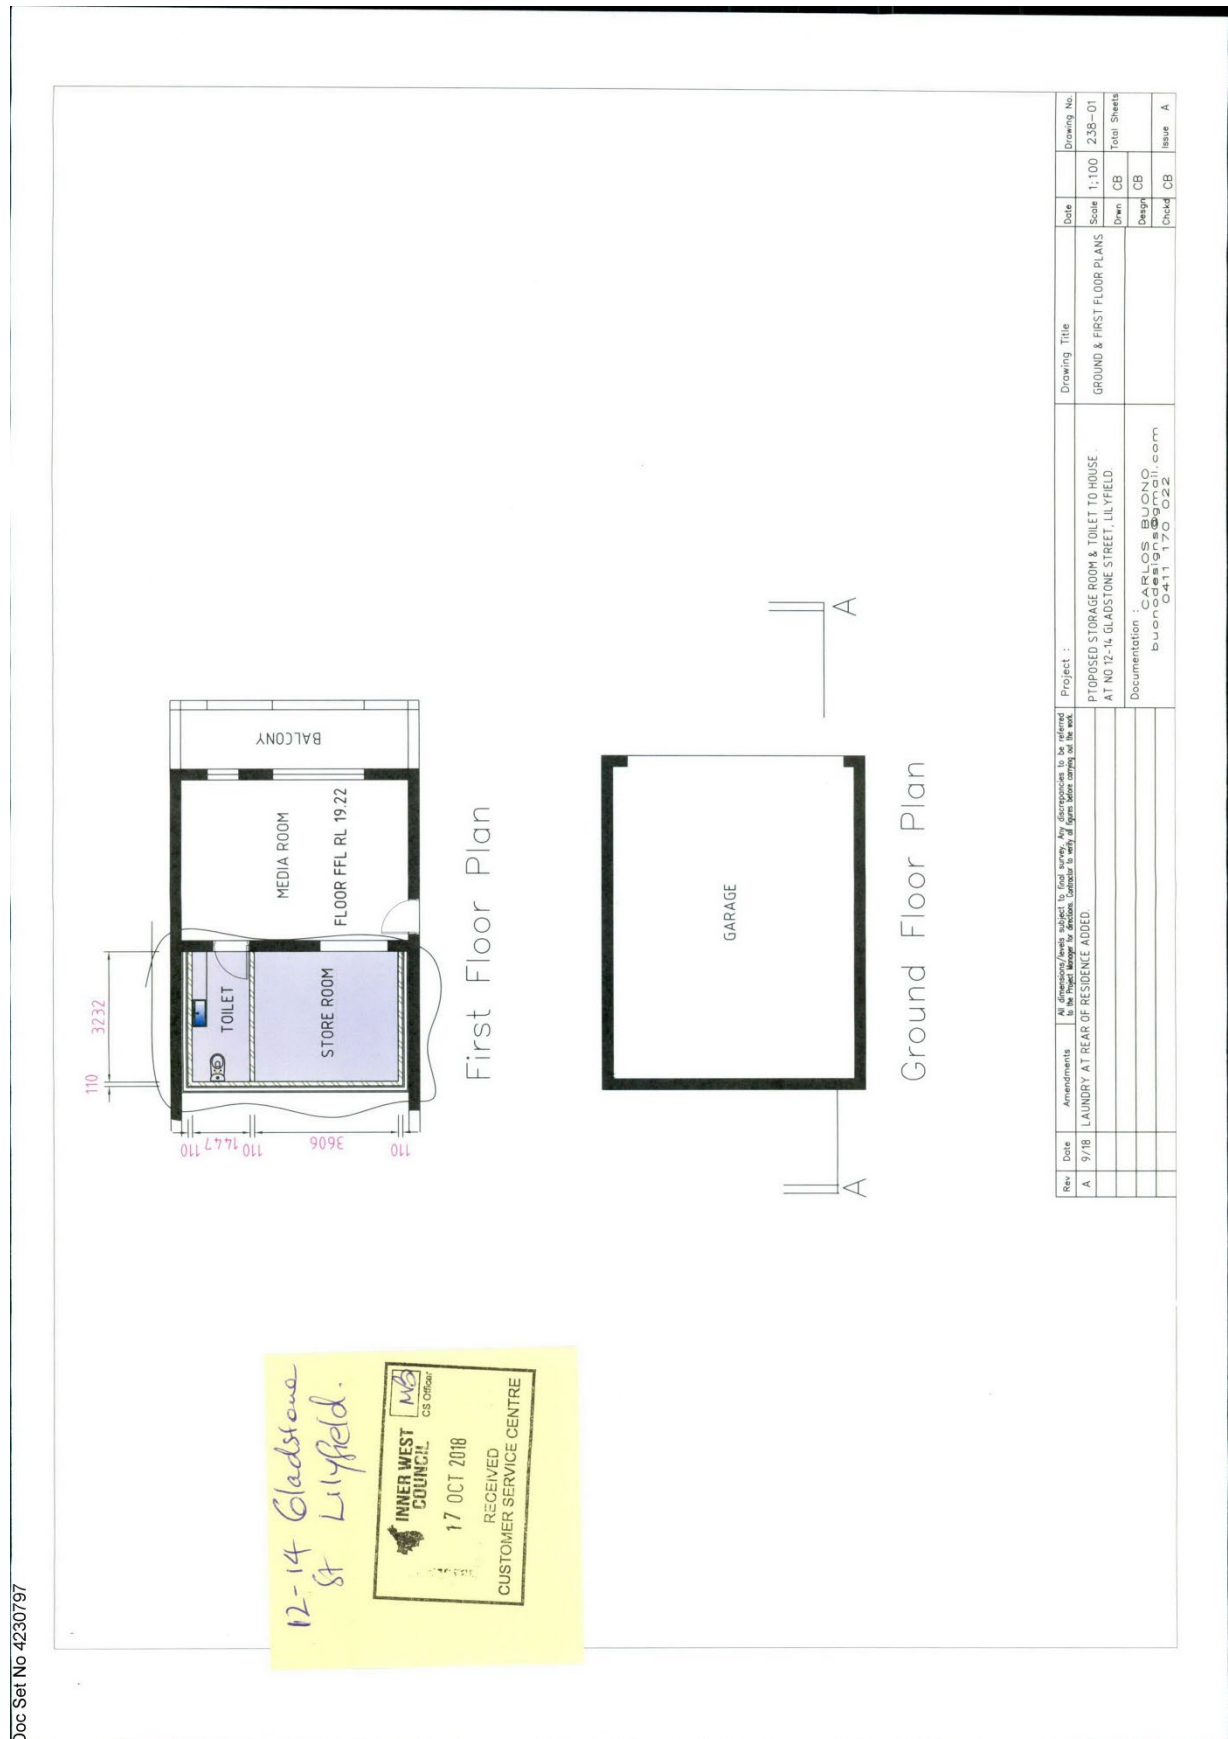 Doc Set No 4230797
12-14 Gladstone
St Lilyfield.
INNER WEST
COUNCIL
MB
CS Officer
17 OCT 2018
RECEIVED
CUSTOMER SERVICE CENTRE
110
3232
110
1447
110
3606
110
TOILET
STORE ROOM
MEDIA ROOM
FLOOR FFL RL 19.22
BALCONY
First Floor Plan
GARAGE
A
A
Ground Floor Plan
Rev
Date
Amendments
All dimensions/levels subject to final survey. Any discrepancies to be referred
to the Project Manager for directions. Contractor to verify all figures before carrying out the work.
A
9/18
LAUNDRY AT REAR OF RESIDENCE ADDED.
Project :
PTOPOSED STORAGE ROOM & TOILET TO HOUSE .
AT NO 12-14 GLADSTONE STREET, LILYFIELD.
Documentation :
CARLOS BUONO
buonodesigns@gmail.com
0411 170 022
Drawing Title
GROUND & FIRST FLOOR PLANS
Date
Drawing No.
Scale
1:100
238-01
Drwn
CB
Total Sheets
Desgn
CB
Chckd
CB
Issue
A